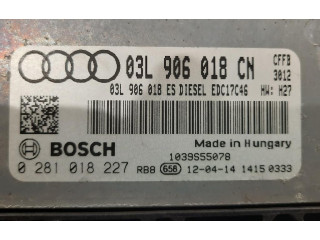 03L 906 018 CN
CFFB
3012
03L 906 018 ES DIESEL EDC17C46 HW: H27
BOSCH
Made in Hungary
1039S55078
0 281 018 227 RBB 658 12-04-14 1415 0333